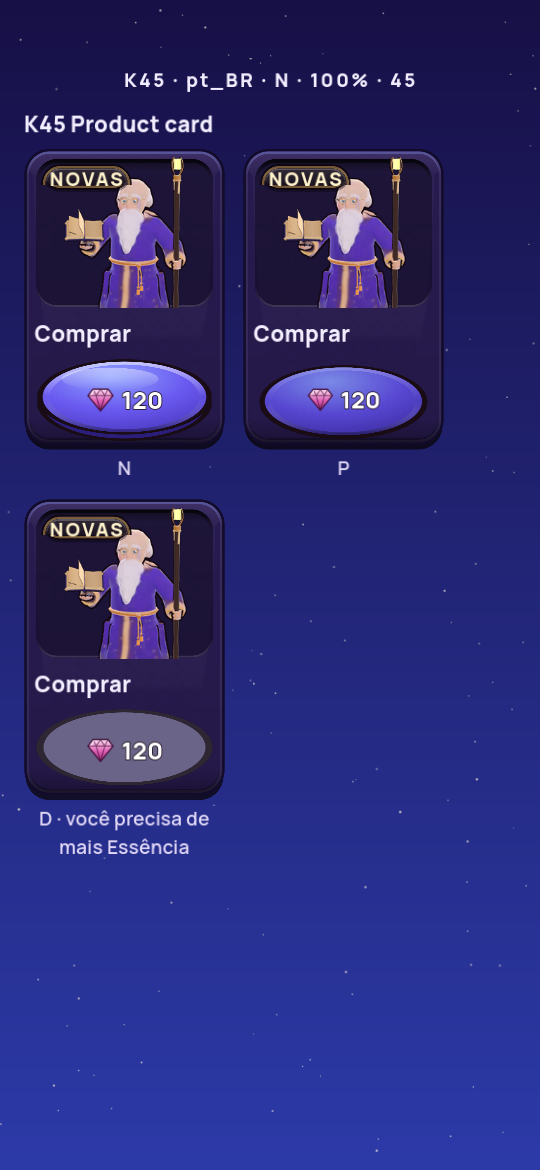 K45 · pt_BR · N · 100% · 45
K45 Product card
NOVAS
NOVAS
Comprar
Comprar
120
120
N
P
NOVAS
Comprar
120
D · você precisa de
mais Essência